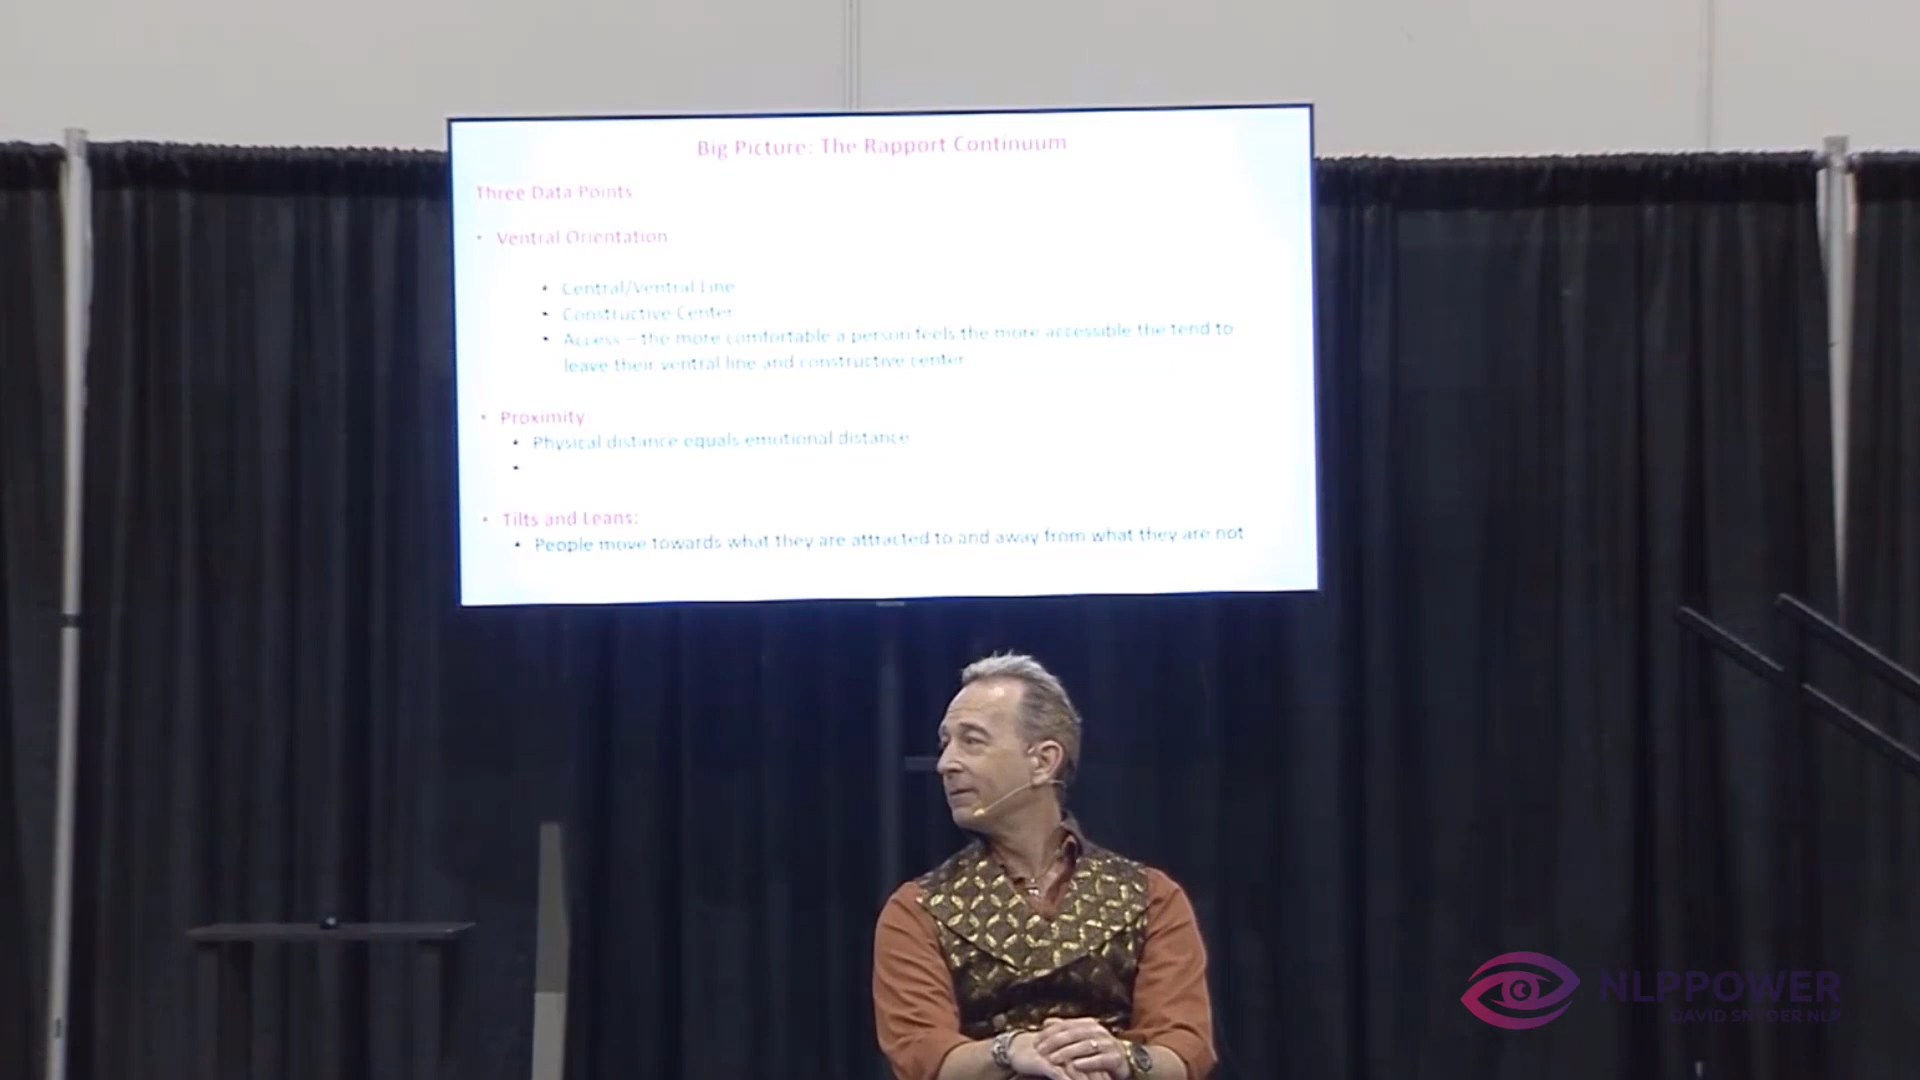 Big Picture: The Rapport Continuum
Three Data Points
• Ventral Orientation
• Central/Ventral Line
• Constructive Center
• Access – the more comfortable a person feels the more accessible the tend to
leave their ventral line and constructive center
• Proximity
• Physical distance equals emotional distance
•
• Tilts and Leans:
• People move towards what they are attracted to and away from what they are not
NLPPOWER
DAVID SNYDER NLP